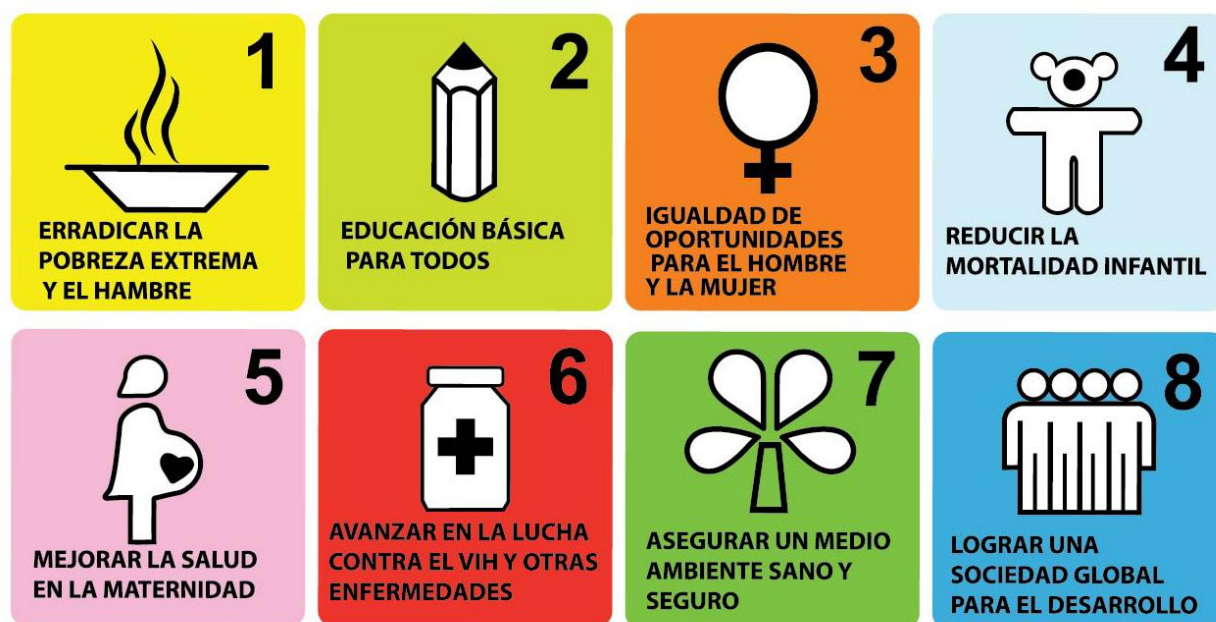 1
ERRADICAR LA
POBREZA EXTREMA
Y EL HAMBRE
2
EDUCACIÓN BÁSICA
PARA TODOS
3
IGUALDAD DE
OPORTUNIDADES
PARA EL HOMBRE
Y LA MUJER
4
REDUCIR LA
MORTALIDAD INFANTIL
5
MEJORAR LA SALUD
EN LA MATERNIDAD
6
AVANZAR EN LA LUCHA
CONTRA EL VIH Y OTRAS
ENFERMEDADES
7
ASEGURAR UN MEDIO
AMBIENTE SANO Y
SEGURO
8
LOGRAR UNA
SOCIEDAD GLOBAL
PARA EL DESARROLLO